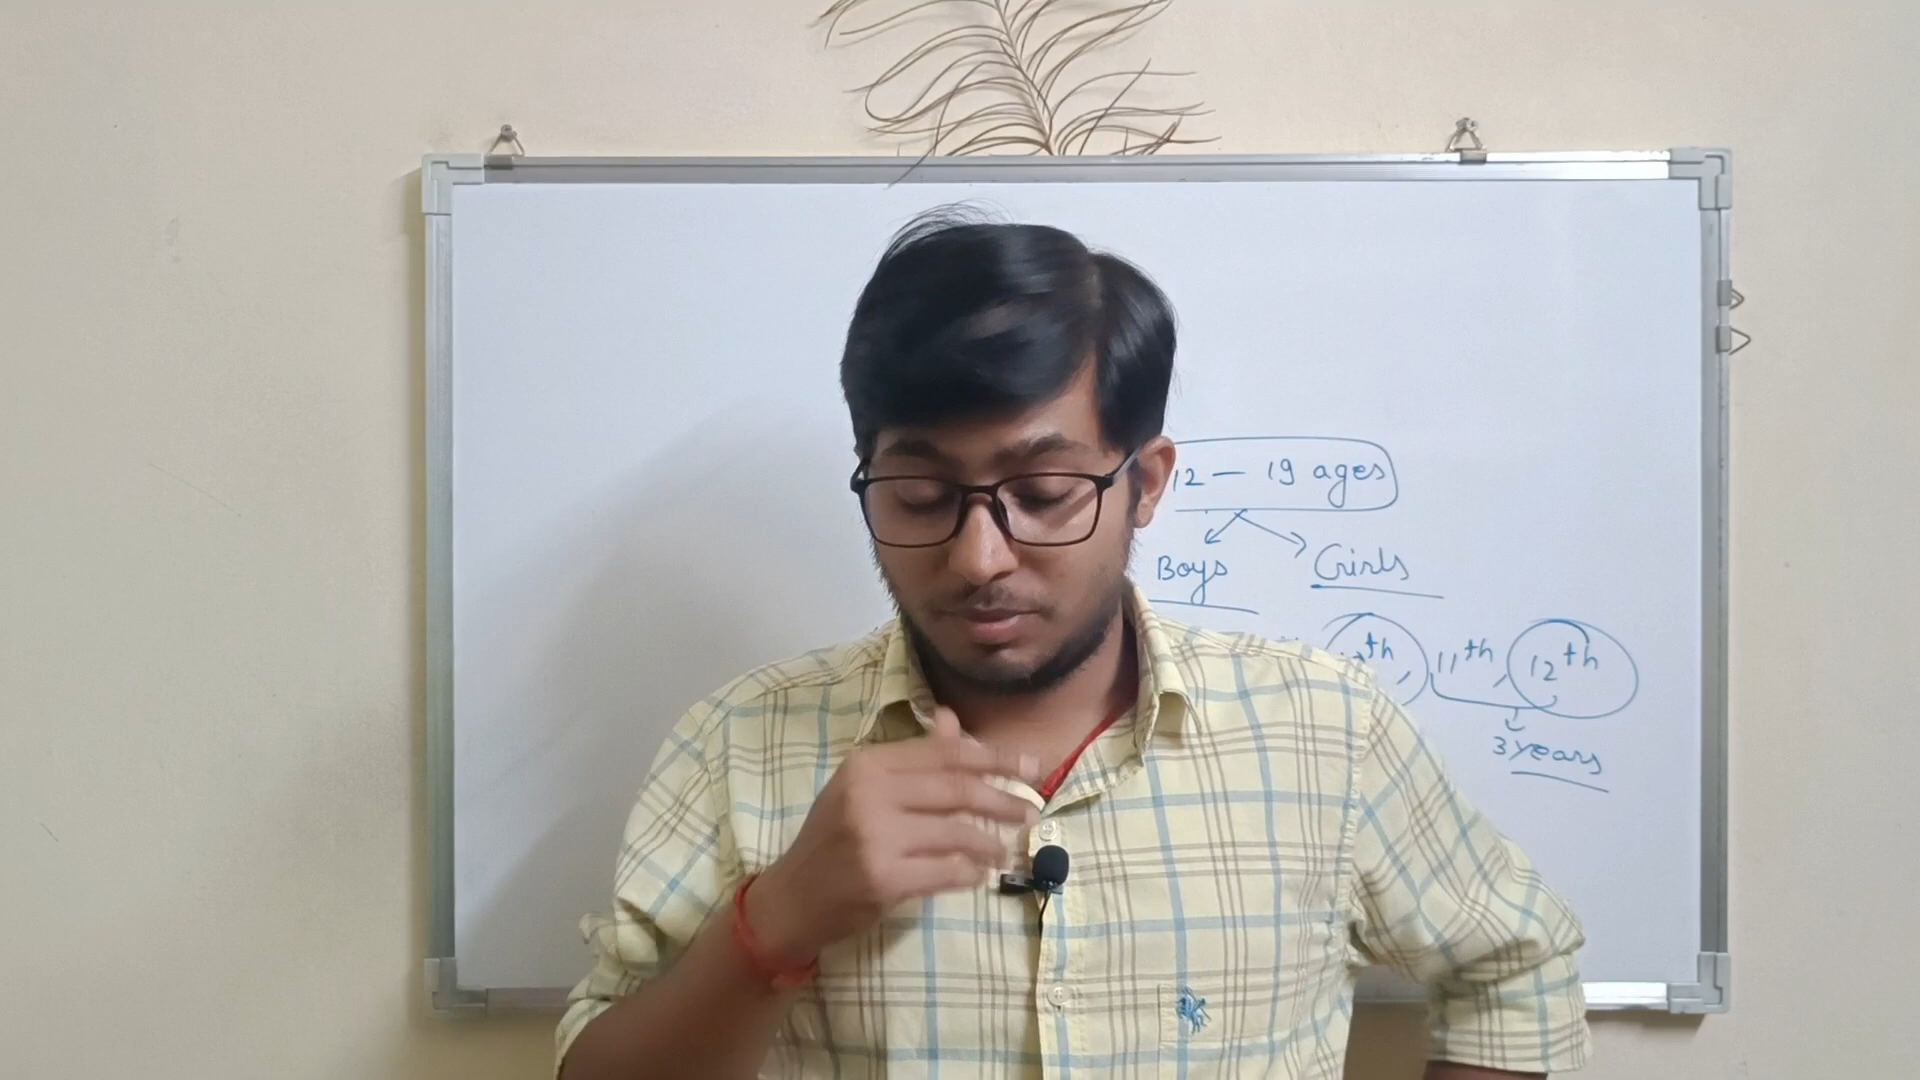 12 — 19 ages
Boys Girls
th, 11th, 12th
3 years